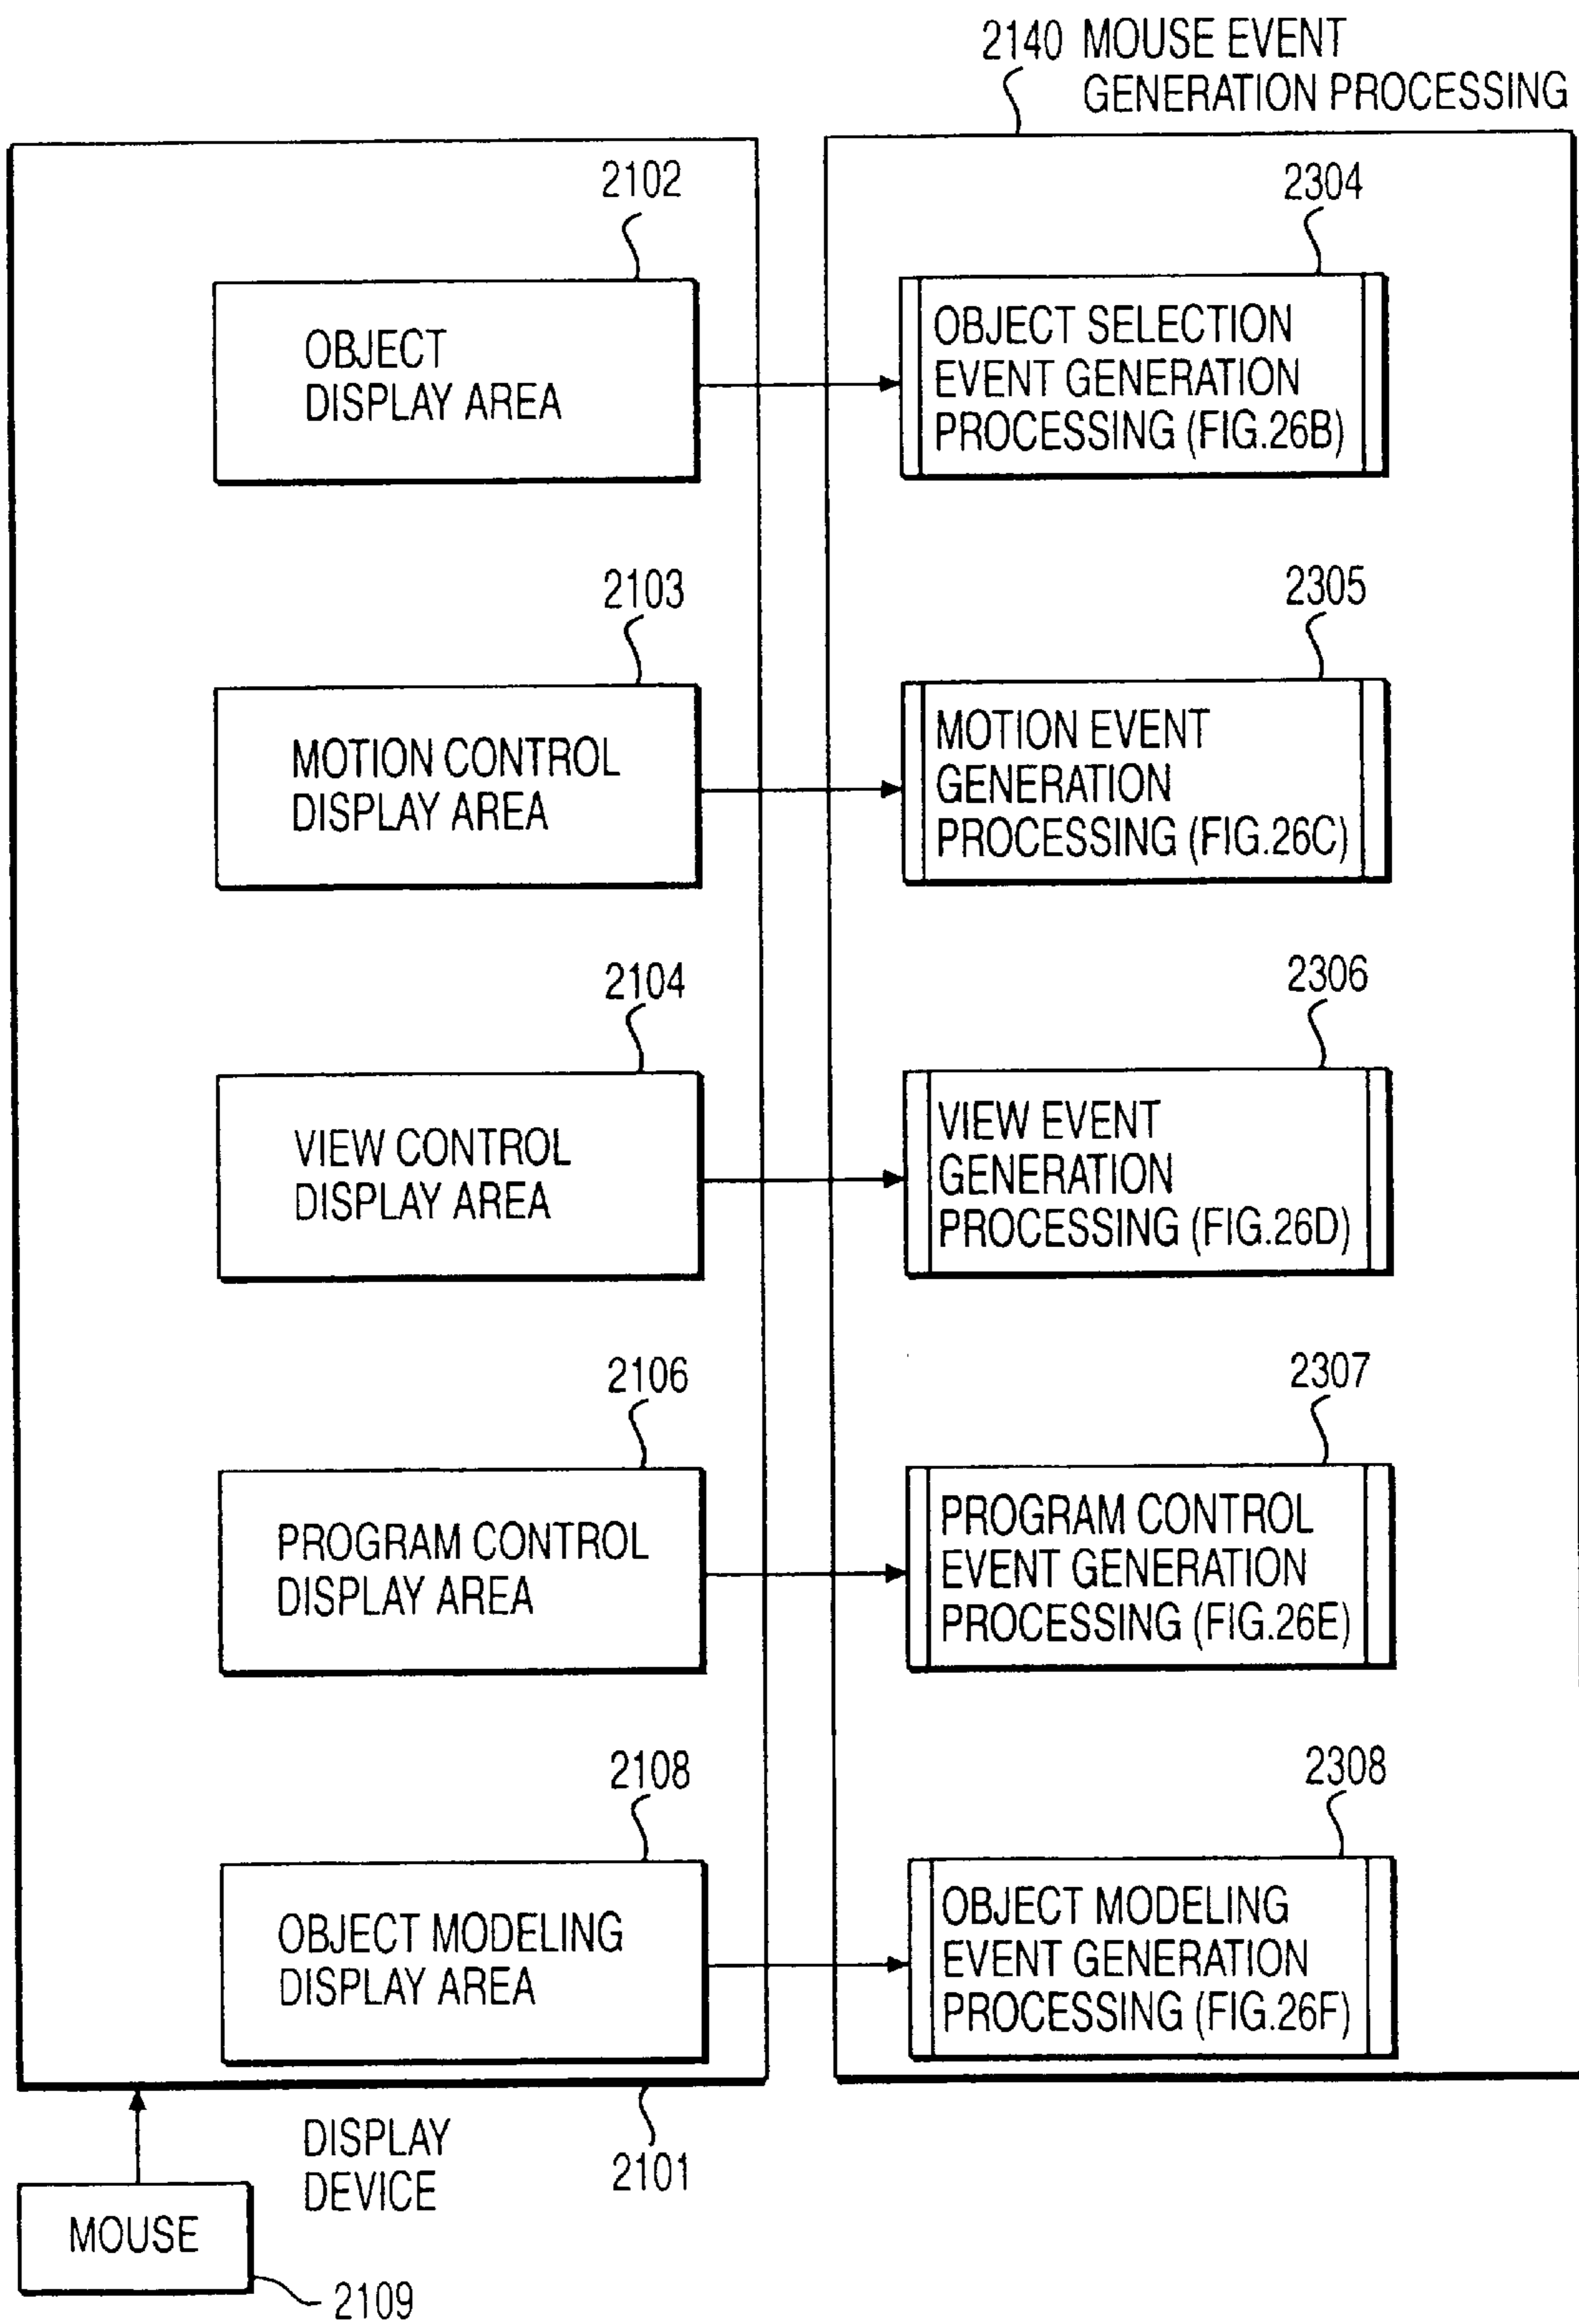 2140 MOUSE EVENT
GENERATION PROCESSING
2102
2304
OBJECT
DISPLAY AREA
OBJECT SELECTION
EVENT GENERATION
PROCESSING (FIG.26B)
2103
2305
MOTION CONTROL
DISPLAY AREA
MOTION EVENT
GENERATION
PROCESSING (FIG.26C)
2104
2306
VIEW CONTROL
DISPLAY AREA
VIEW EVENT
GENERATION
PROCESSING (FIG.26D)
2106
2307
PROGRAM CONTROL
DISPLAY AREA
PROGRAM CONTROL
EVENT GENERATION
PROCESSING (FIG.26E)
2108
2308
OBJECT MODELING
DISPLAY AREA
OBJECT MODELING
EVENT GENERATION
PROCESSING (FIG.26F)
DISPLAY
DEVICE
2101
MOUSE
2109